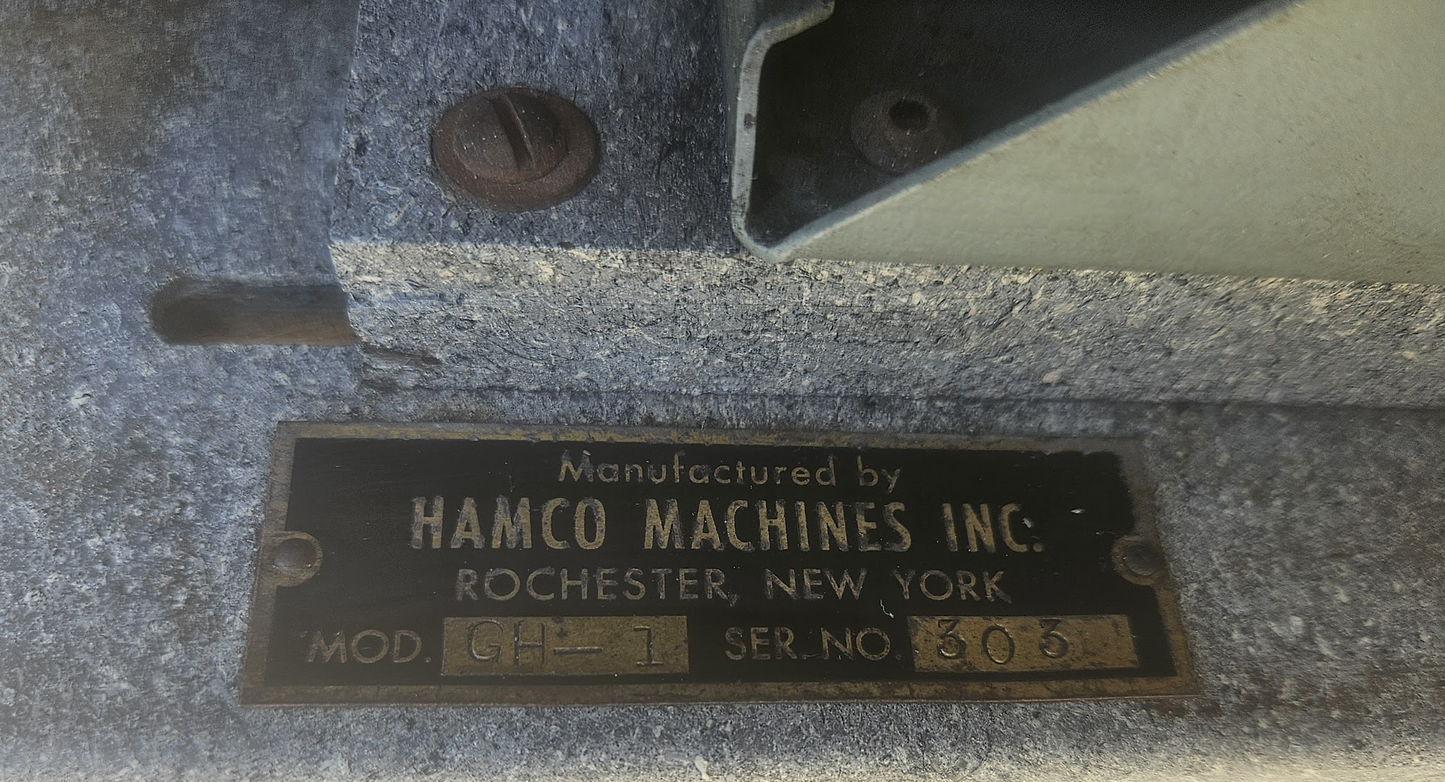 Manufactured by
HAMCO MACHINES INC.
ROCHESTER, NEW YORK
MOD. GH-1 SER. NO. 303